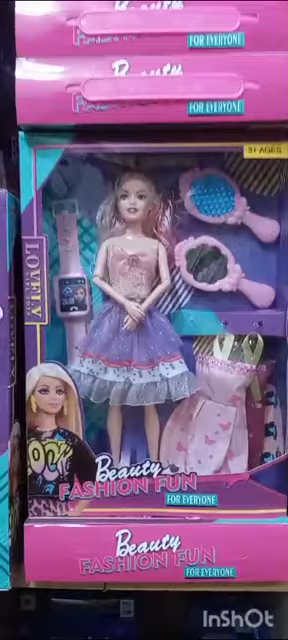 Beauty
FOR EVERYONE
Beauty
FOR EVERYONE
3+ AGES
LOVELY
Beauty
FASHION FUN
FOR EVERYONE
Beauty
FASHION FUN
FOR EVERYONE
InShOt